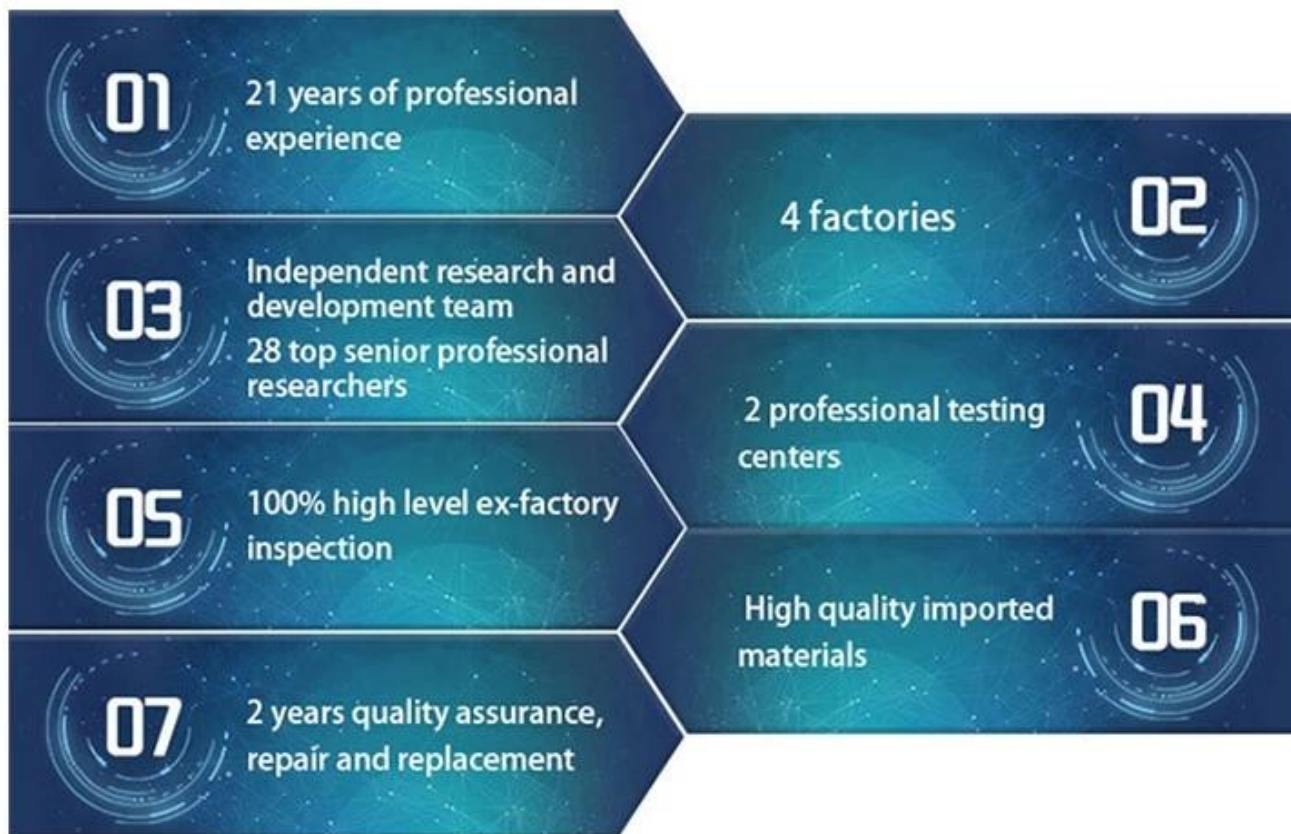 01
21 years of professional
experience
02
4 factories
03
Independent research and
development team
28 top senior professional
researchers
04
2 professional testing
centers
05
100% high level ex-factory
inspection
06
High quality imported
materials
07
2 years quality assurance,
repair and replacement